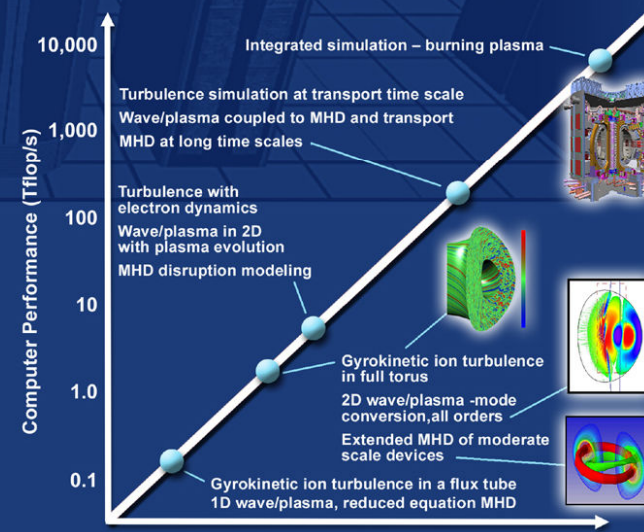 10,000
1,000
100
10
1.0
0.1
Computer Performance (Tflop/s)
Integrated simulation – burning plasma
Turbulence simulation at transport time scale
Wave/plasma coupled to MHD and transport
MHD at long time scales
Turbulence with
electron dynamics
Wave/plasma in 2D
with plasma evolution
MHD disruption modeling
Gyrokinetic ion turbulence
in full torus
2D wave/plasma -mode
conversion,all orders
Extended MHD of moderate
scale devices
Gyrokinetic ion turbulence in a flux tube
1D wave/plasma, reduced equation MHD